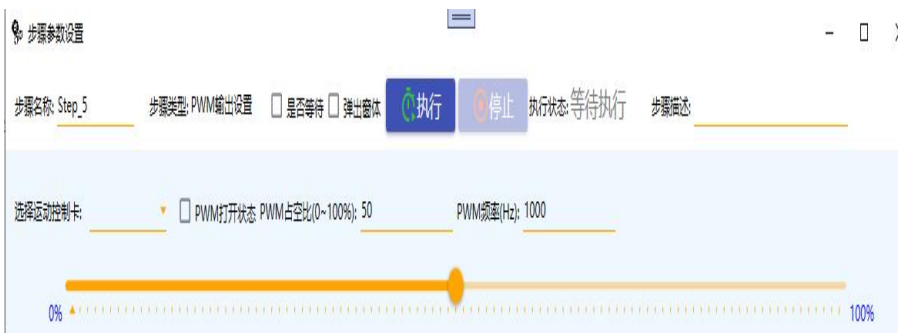 步骤参数设置
步骤名称: Step_5 步骤类型: PWM输出设置 是否等待 弹出窗体 执行 停止 执行状态: 等待执行 步骤描述:
选择运动控制卡: PWM打开状态 PWM占空比(0~100%): 50 PWM频率(Hz): 1000
0% 100%